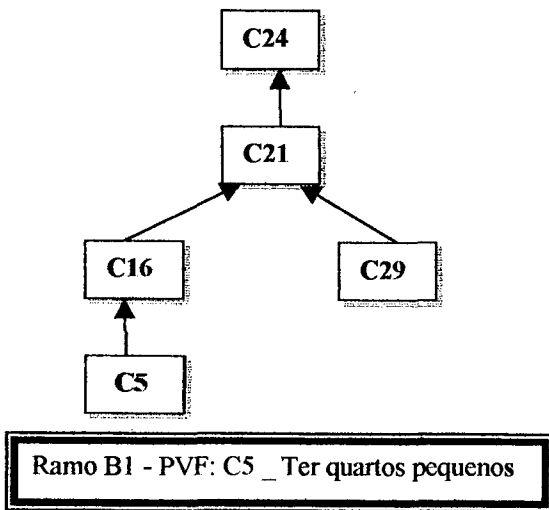 C24
C21
C16
C29
C5
Ramo B1 - PVF: C5 _ Ter quartos pequenos